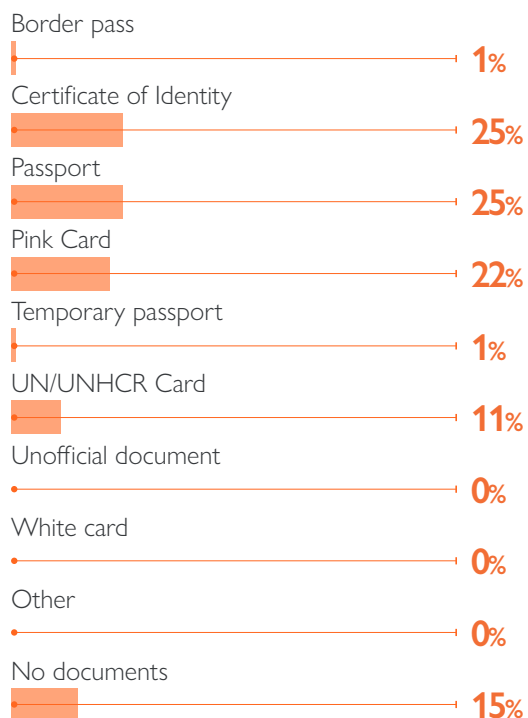 Border pass
1%
Certificate of Identity
25%
Passport
25%
Pink Card
22%
Temporary passport
1%
UN/UNHCR Card
11%
Unofficial document
0%
White card
0%
Other
0%
No documents
15%